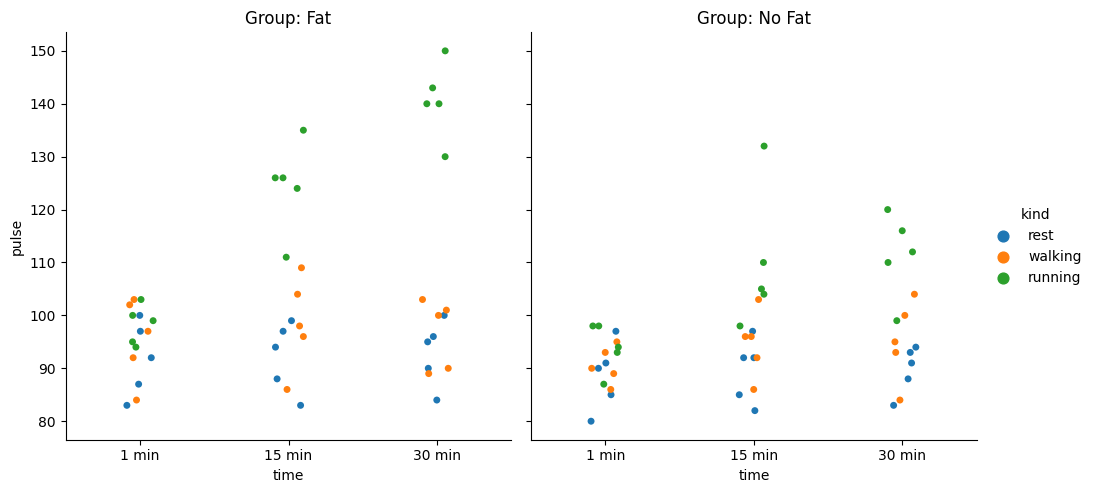 Group: Fat
Group: No Fat
pulse
150
140
130
120
110
100
90
80
1 min
15 min
30 min
time
1 min
15 min
30 min
time
kind
rest
walking
running